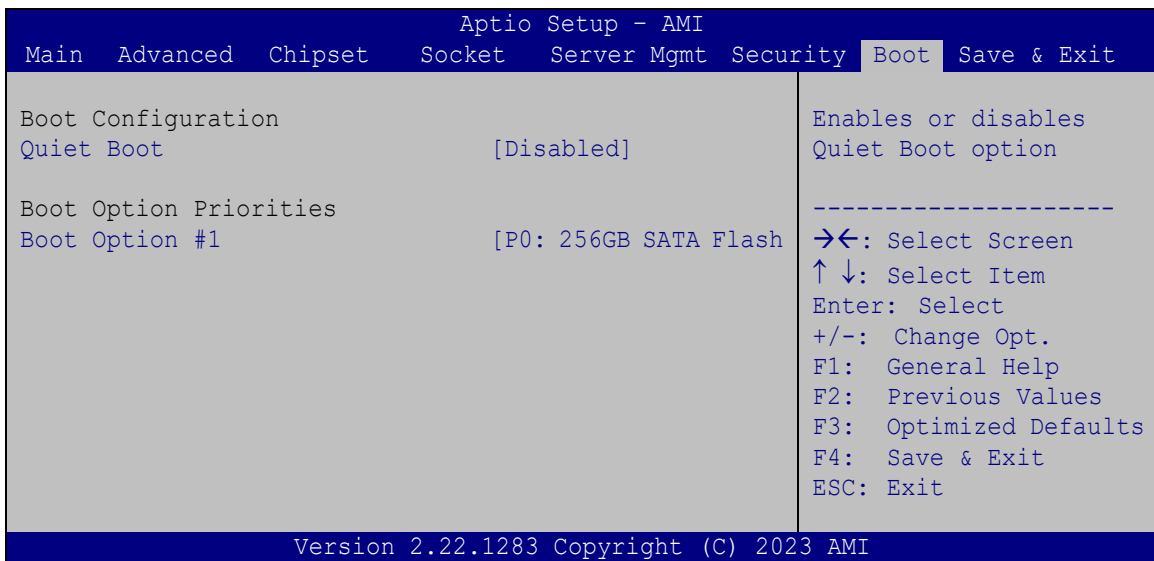 Aptio Setup – AMI
Main Advanced Chipset Socket Server Mgmt Security Boot Save & Exit
Boot Configuration
Quiet Boot [Disabled]
Boot Option Priorities
Boot Option #1 [P0: 256GB SATA Flash
Enables or disables
Quiet Boot option
---------------------
→←: Select Screen
↑ ↓: Select Item
Enter: Select
+/-: Change Opt.
F1: General Help
F2: Previous Values
F3: Optimized Defaults
F4: Save & Exit
ESC: Exit
Version 2.22.1283 Copyright (C) 2023 AMI